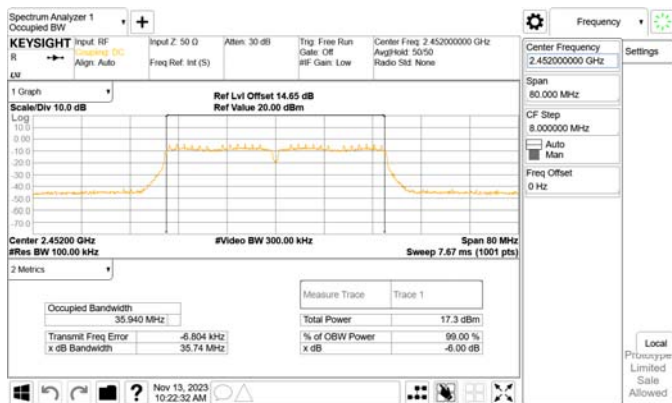 Spectrum Analyzer 1
Occupied BW
Frequency
KEYSIGHT
Input: RF
Input Z: 50 Ω
Atten: 30 dB
Trig: Free Run
Center Freq: 2.452000000 GHz
R
Coupling: DC
Gate: Off
Avg|Hold: 50/50
Align: Auto
Freq Ref: Int (S)
#IF Gain: Low
Radio Std: None
LXI
Center Frequency
2.452000000 GHz
Settings
Span
80.000 MHz
CF Step
8.000000 MHz
Auto
Man
Freq Offset
0 Hz
1 Graph
Ref Lvl Offset 14.65 dB
Scale/Div 10.0 dB
Ref Value 20.00 dBm
Log
10.0
0.00
-10.0
-20.0
-30.0
-40.0
-50.0
-60.0
-70.0
Center 2.45200 GHz
#Video BW 300.00 kHz
Span 80 MHz
#Res BW 100.00 kHz
Sweep 7.67 ms (1001 pts)
2 Metrics
Measure Trace
Trace 1
Occupied Bandwidth
35.940 MHz
Total Power
17.3 dBm
Transmit Freq Error
-6.804 kHz
% of OBW Power
99.00 %
x dB Bandwidth
35.74 MHz
x dB
-6.00 dB
Local
Prototype
Limited
Sale
Allowed
?
Nov 13, 2023
10:22:32 AM